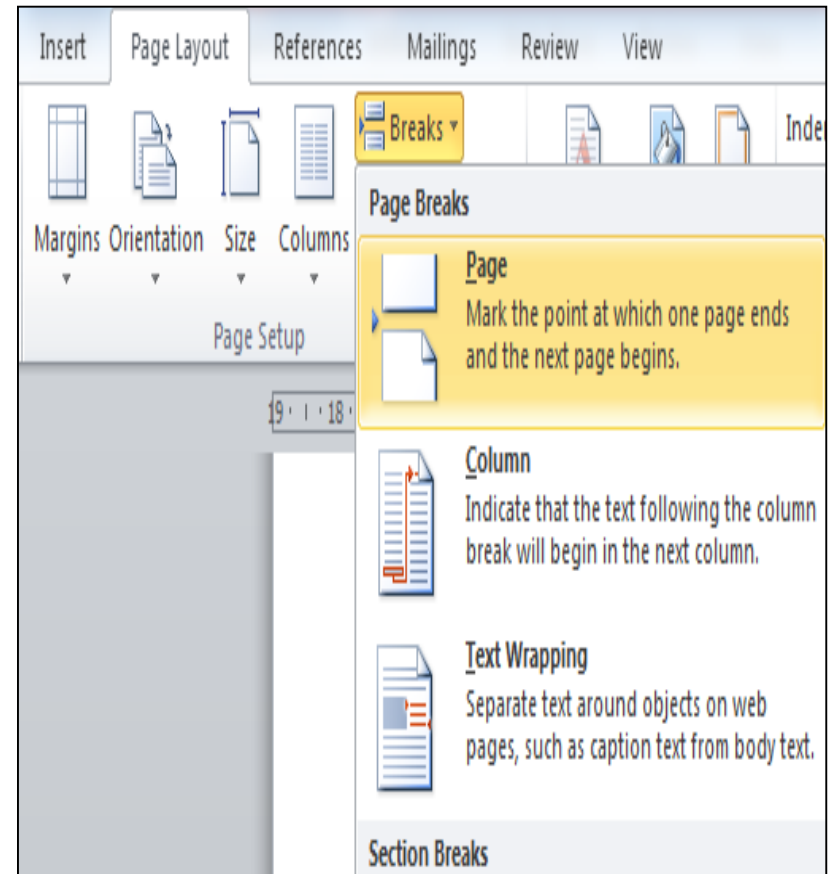 Insert Page Layout References Mailings Review View
Breaks
Margins Orientation Size Columns
Page Setup
19 · 18
Page Breaks
Page
Mark the point at which one page ends
and the next page begins.
Column
Indicate that the text following the column
break will begin in the next column.
Text Wrapping
Separate text around objects on web
pages, such as caption text from body text.
Section Breaks